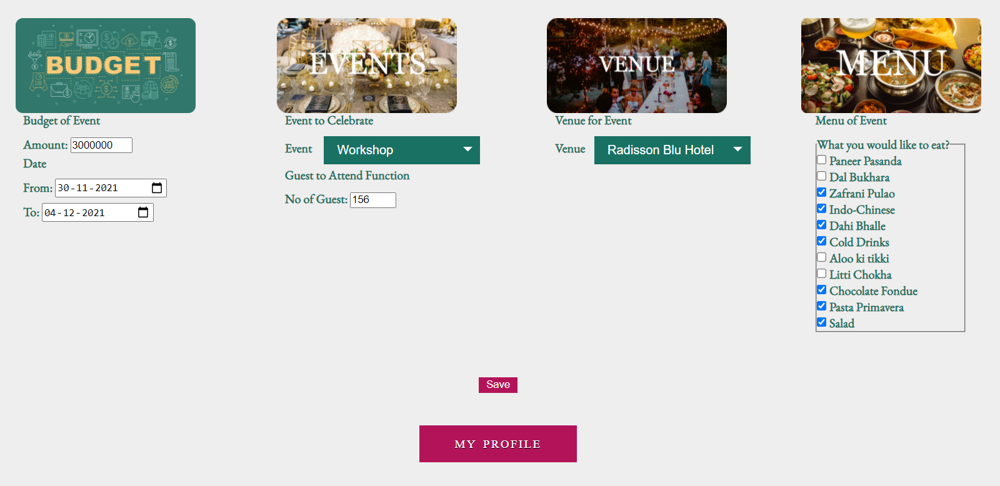 BUDGET
Budget of Event
Amount: 3000000
Date
From: 30-11-2021
To: 04-12-2021
EVENTS
Event to Celebrate
Event Workshop
Guest to Attend Function
No of Guest: 156
VENUE
Venue for Event
Venue Radisson Blu Hotel
MENU
Menu of Event
What you would like to eat?
Paneer Pasanda
Dal Bukhara
Zafrani Pulao
Indo-Chinese
Dahi Bhalle
Cold Drinks
Aloo ki tikki
Litti Chokha
Chocolate Fondue
Pasta Primavera
Salad
Save
MY PROFILE